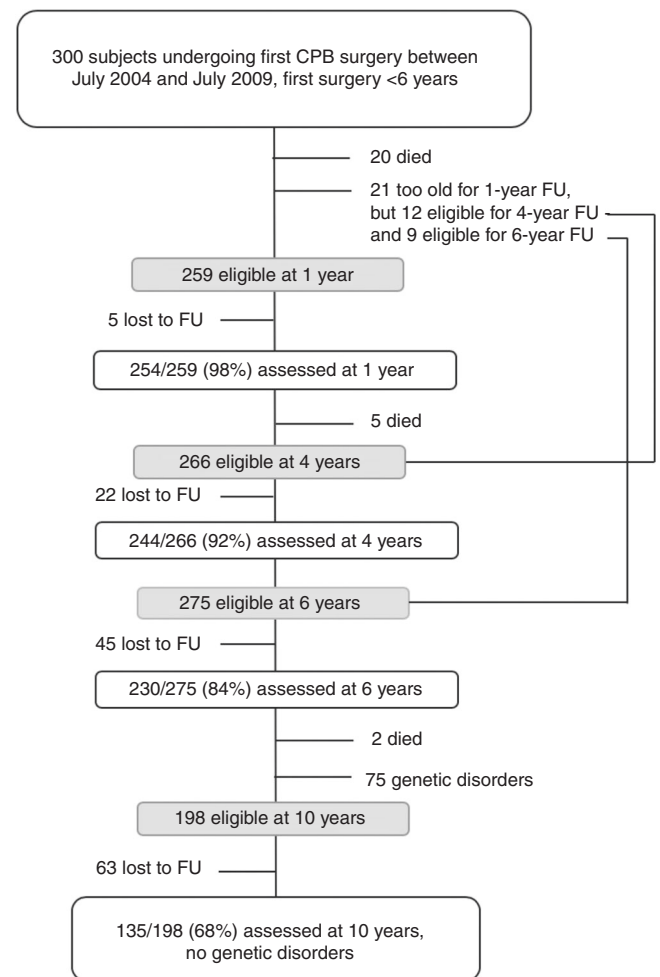 300 subjects undergoing first CPB surgery between
July 2004 and July 2009, first surgery <6 years
20 died
21 too old for 1-year FU,
but 12 eligible for 4-year FU
and 9 eligible for 6-year FU
259 eligible at 1 year
5 lost to FU
254/259 (98%) assessed at 1 year
5 died
266 eligible at 4 years
22 lost to FU
244/266 (92%) assessed at 4 years
275 eligible at 6 years
45 lost to FU
230/275 (84%) assessed at 6 years
2 died
75 genetic disorders
198 eligible at 10 years
63 lost to FU
135/198 (68%) assessed at 10 years,
no genetic disorders